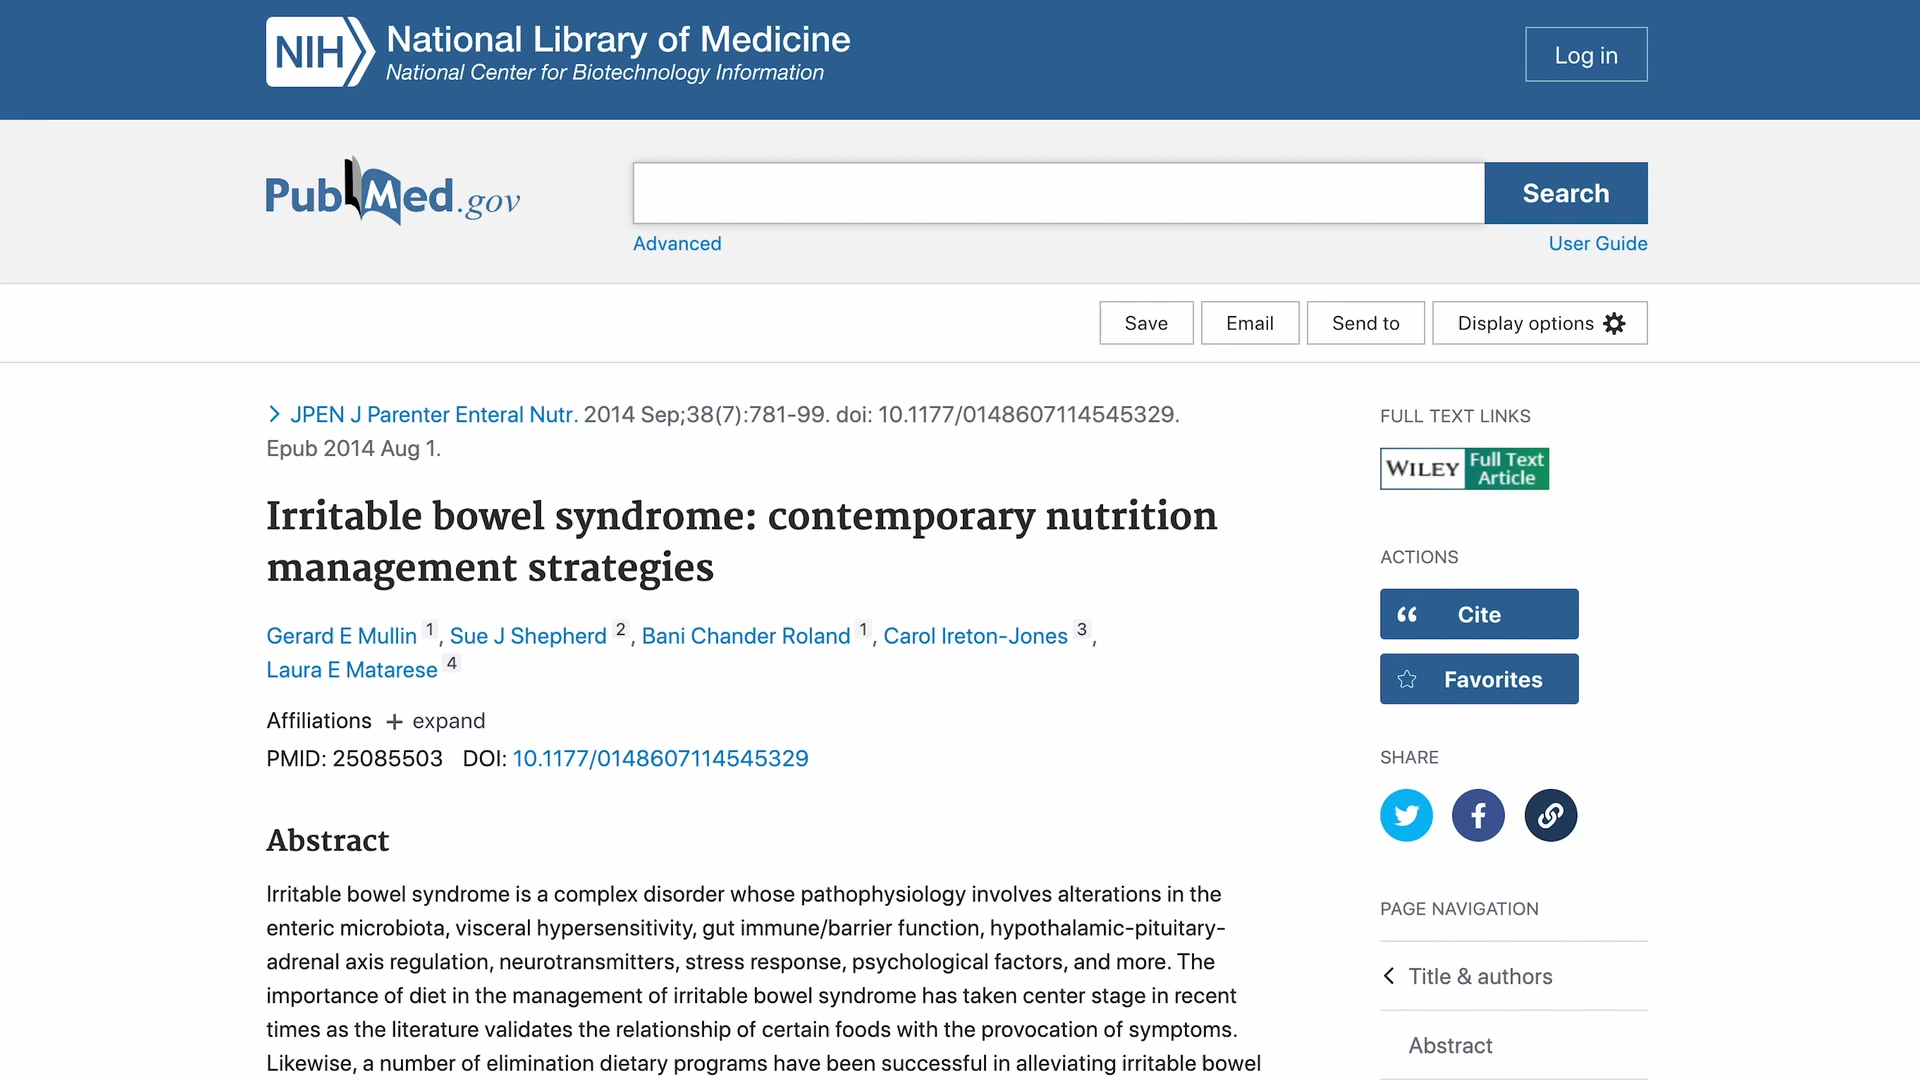 NIH National Library of Medicine
National Center for Biotechnology Information
Log in
PubMed.gov
Search
Advanced
User Guide
Save
Email
Send to
Display options
JPEN J Parenter Enteral Nutr. 2014 Sep;38(7):781-99. doi: 10.1177/0148607114545329.
Epub 2014 Aug 1.
Irritable bowel syndrome: contemporary nutrition
management strategies
Gerard E Mullin 1, Sue J Shepherd 2, Bani Chander Roland 1, Carol Ireton-Jones 3,
Laura E Matarese 4
Affiliations + expand
PMID: 25085503 DOI: 10.1177/0148607114545329
Abstract
Irritable bowel syndrome is a complex disorder whose pathophysiology involves alterations in the
enteric microbiota, visceral hypersensitivity, gut immune/barrier function, hypothalamic-pituitary-
adrenal axis regulation, neurotransmitters, stress response, psychological factors, and more. The
importance of diet in the management of irritable bowel syndrome has taken center stage in recent
times as the literature validates the relationship of certain foods with the provocation of symptoms.
Likewise, a number of elimination dietary programs have been successful in alleviating irritable bowel
FULL TEXT LINKS
WILEY Full Text
Article
ACTIONS
Cite
Favorites
SHARE
PAGE NAVIGATION
Title & authors
Abstract